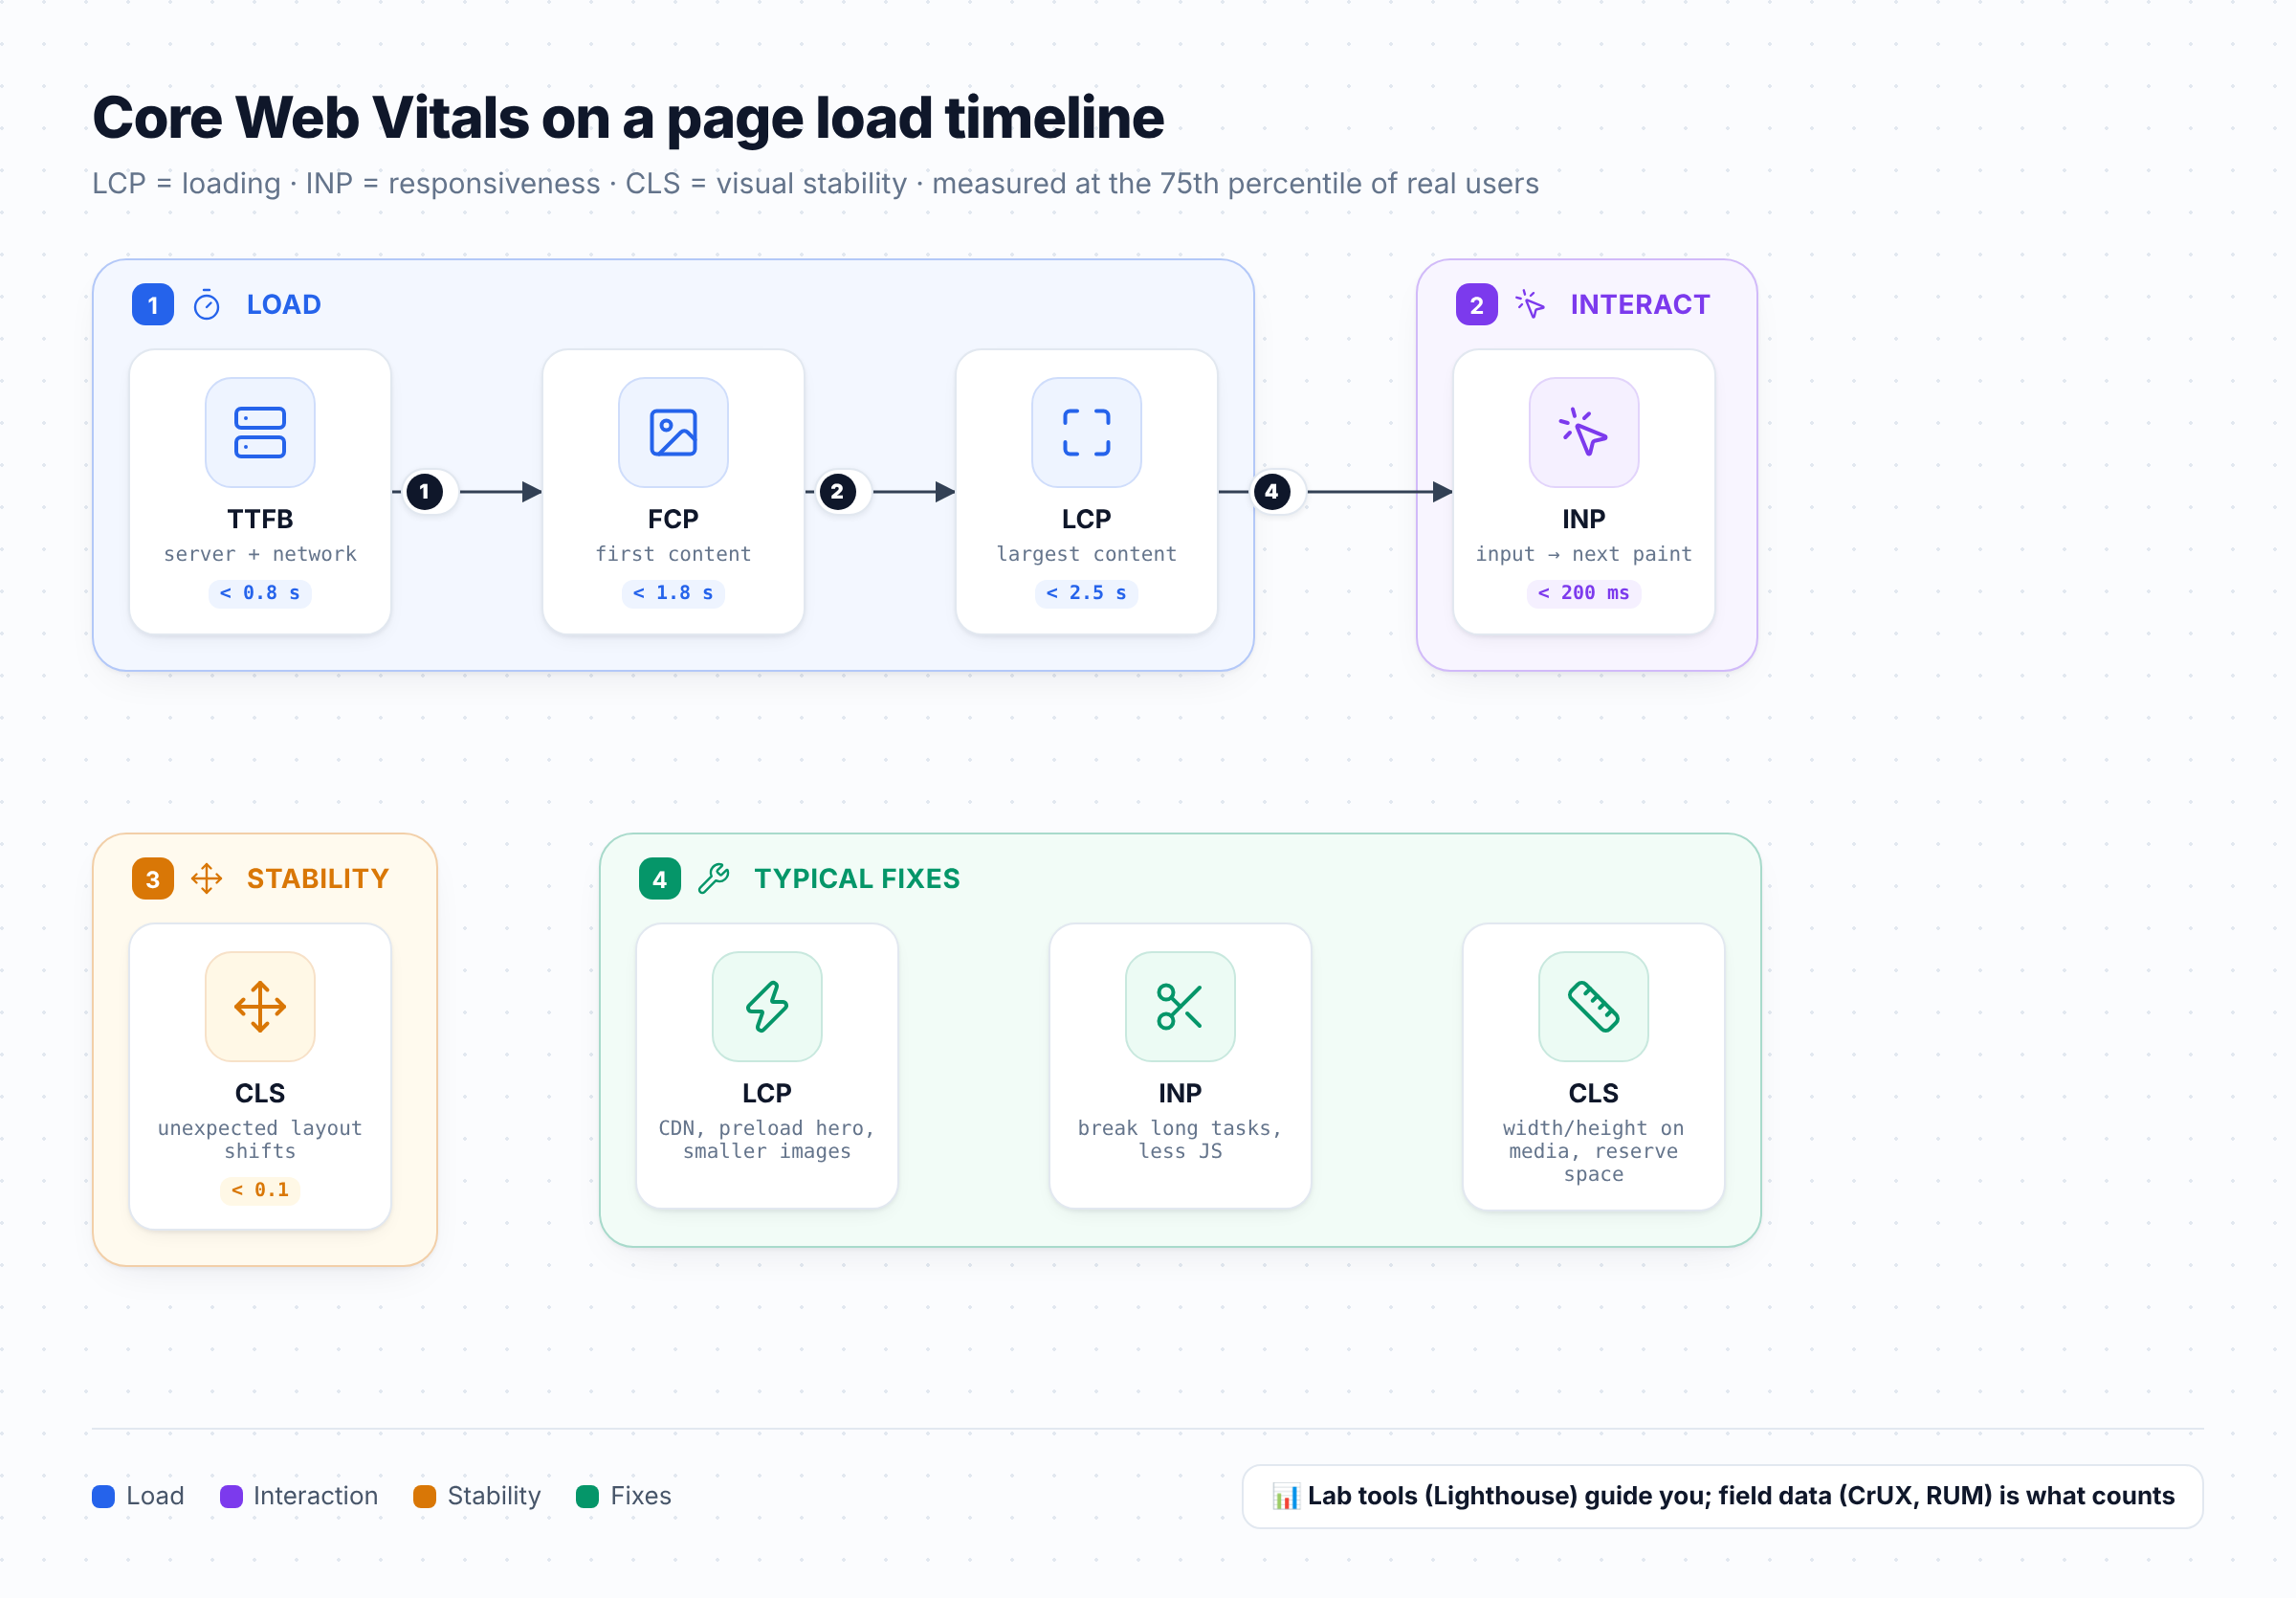 Core Web Vitals on a page load timeline
LCP = loading · INP = responsiveness · CLS = visual stability · measured at the 75th percentile of real users
1 LOAD
TTFB
server + network
< 0.8 s
1
FCP
first content
< 1.8 s
2
LCP
largest content
< 2.5 s
4
2 INTERACT
INP
input → next paint
< 200 ms
3 STABILITY
CLS
unexpected layout
shifts
< 0.1
4 TYPICAL FIXES
LCP
CDN, preload hero,
smaller images
INP
break long tasks,
less JS
CLS
width/height on
media, reserve
space
Load
Interaction
Stability
Fixes
📊 Lab tools (Lighthouse) guide you; field data (CrUX, RUM) is what counts